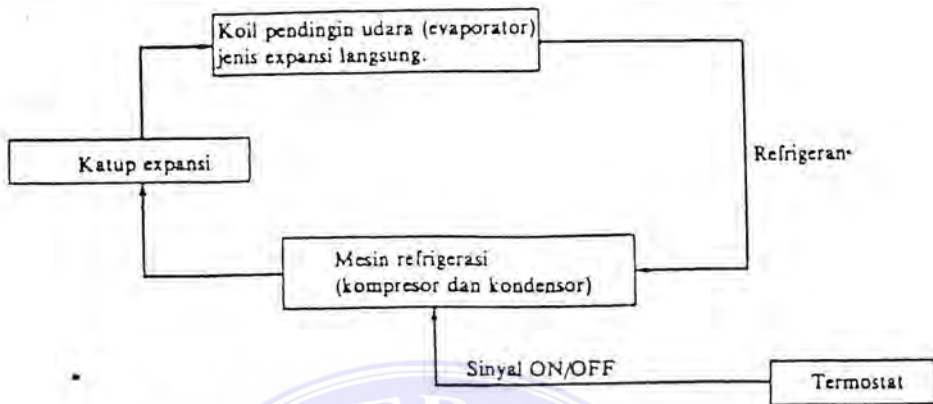 Koil pendingin udara (evaporator)
jenis expansi langsung.
Katup expansi
Refrigeran
Mesin refrigerasi
(kompresor dan kondensor)
Sinyal ON/OFF
Termostat